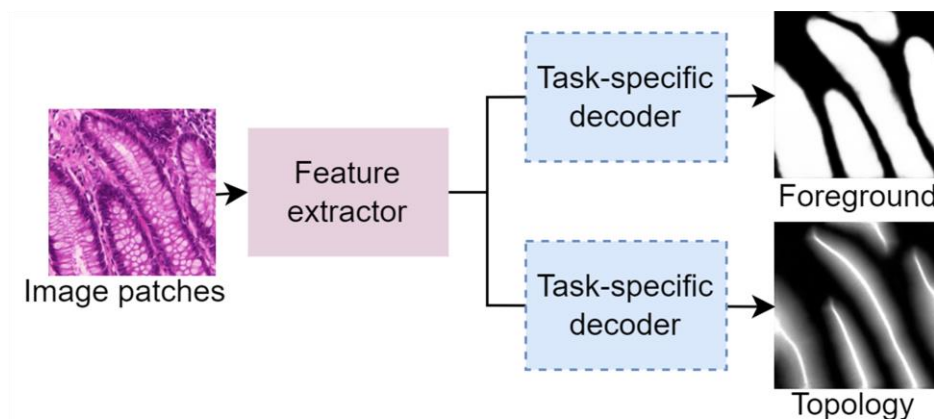 Image patches
Feature
extractor
Task-specific
decoder
Foreground
Task-specific
decoder
Topology